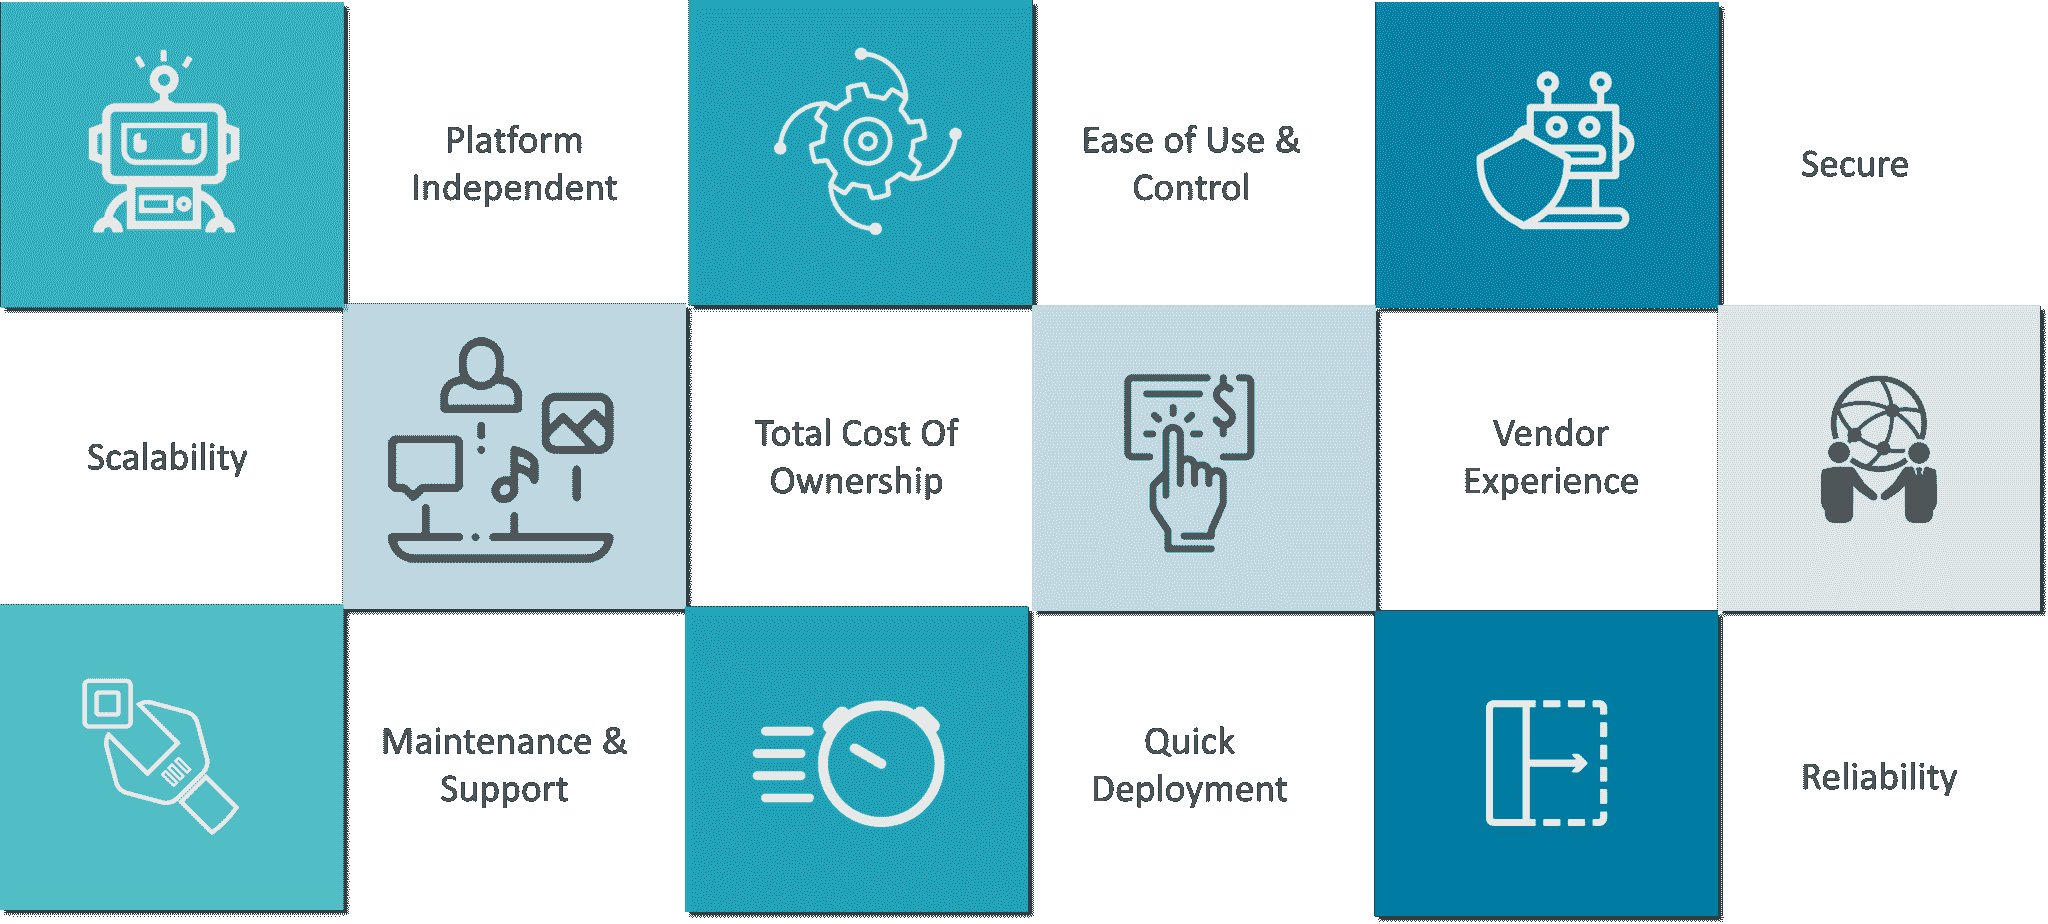 Platform
Independent
Ease of Use &
Control
Secure
Scalability
Total Cost Of
Ownership
Vendor
Experience
Maintenance &
Support
Quick
Deployment
Reliability